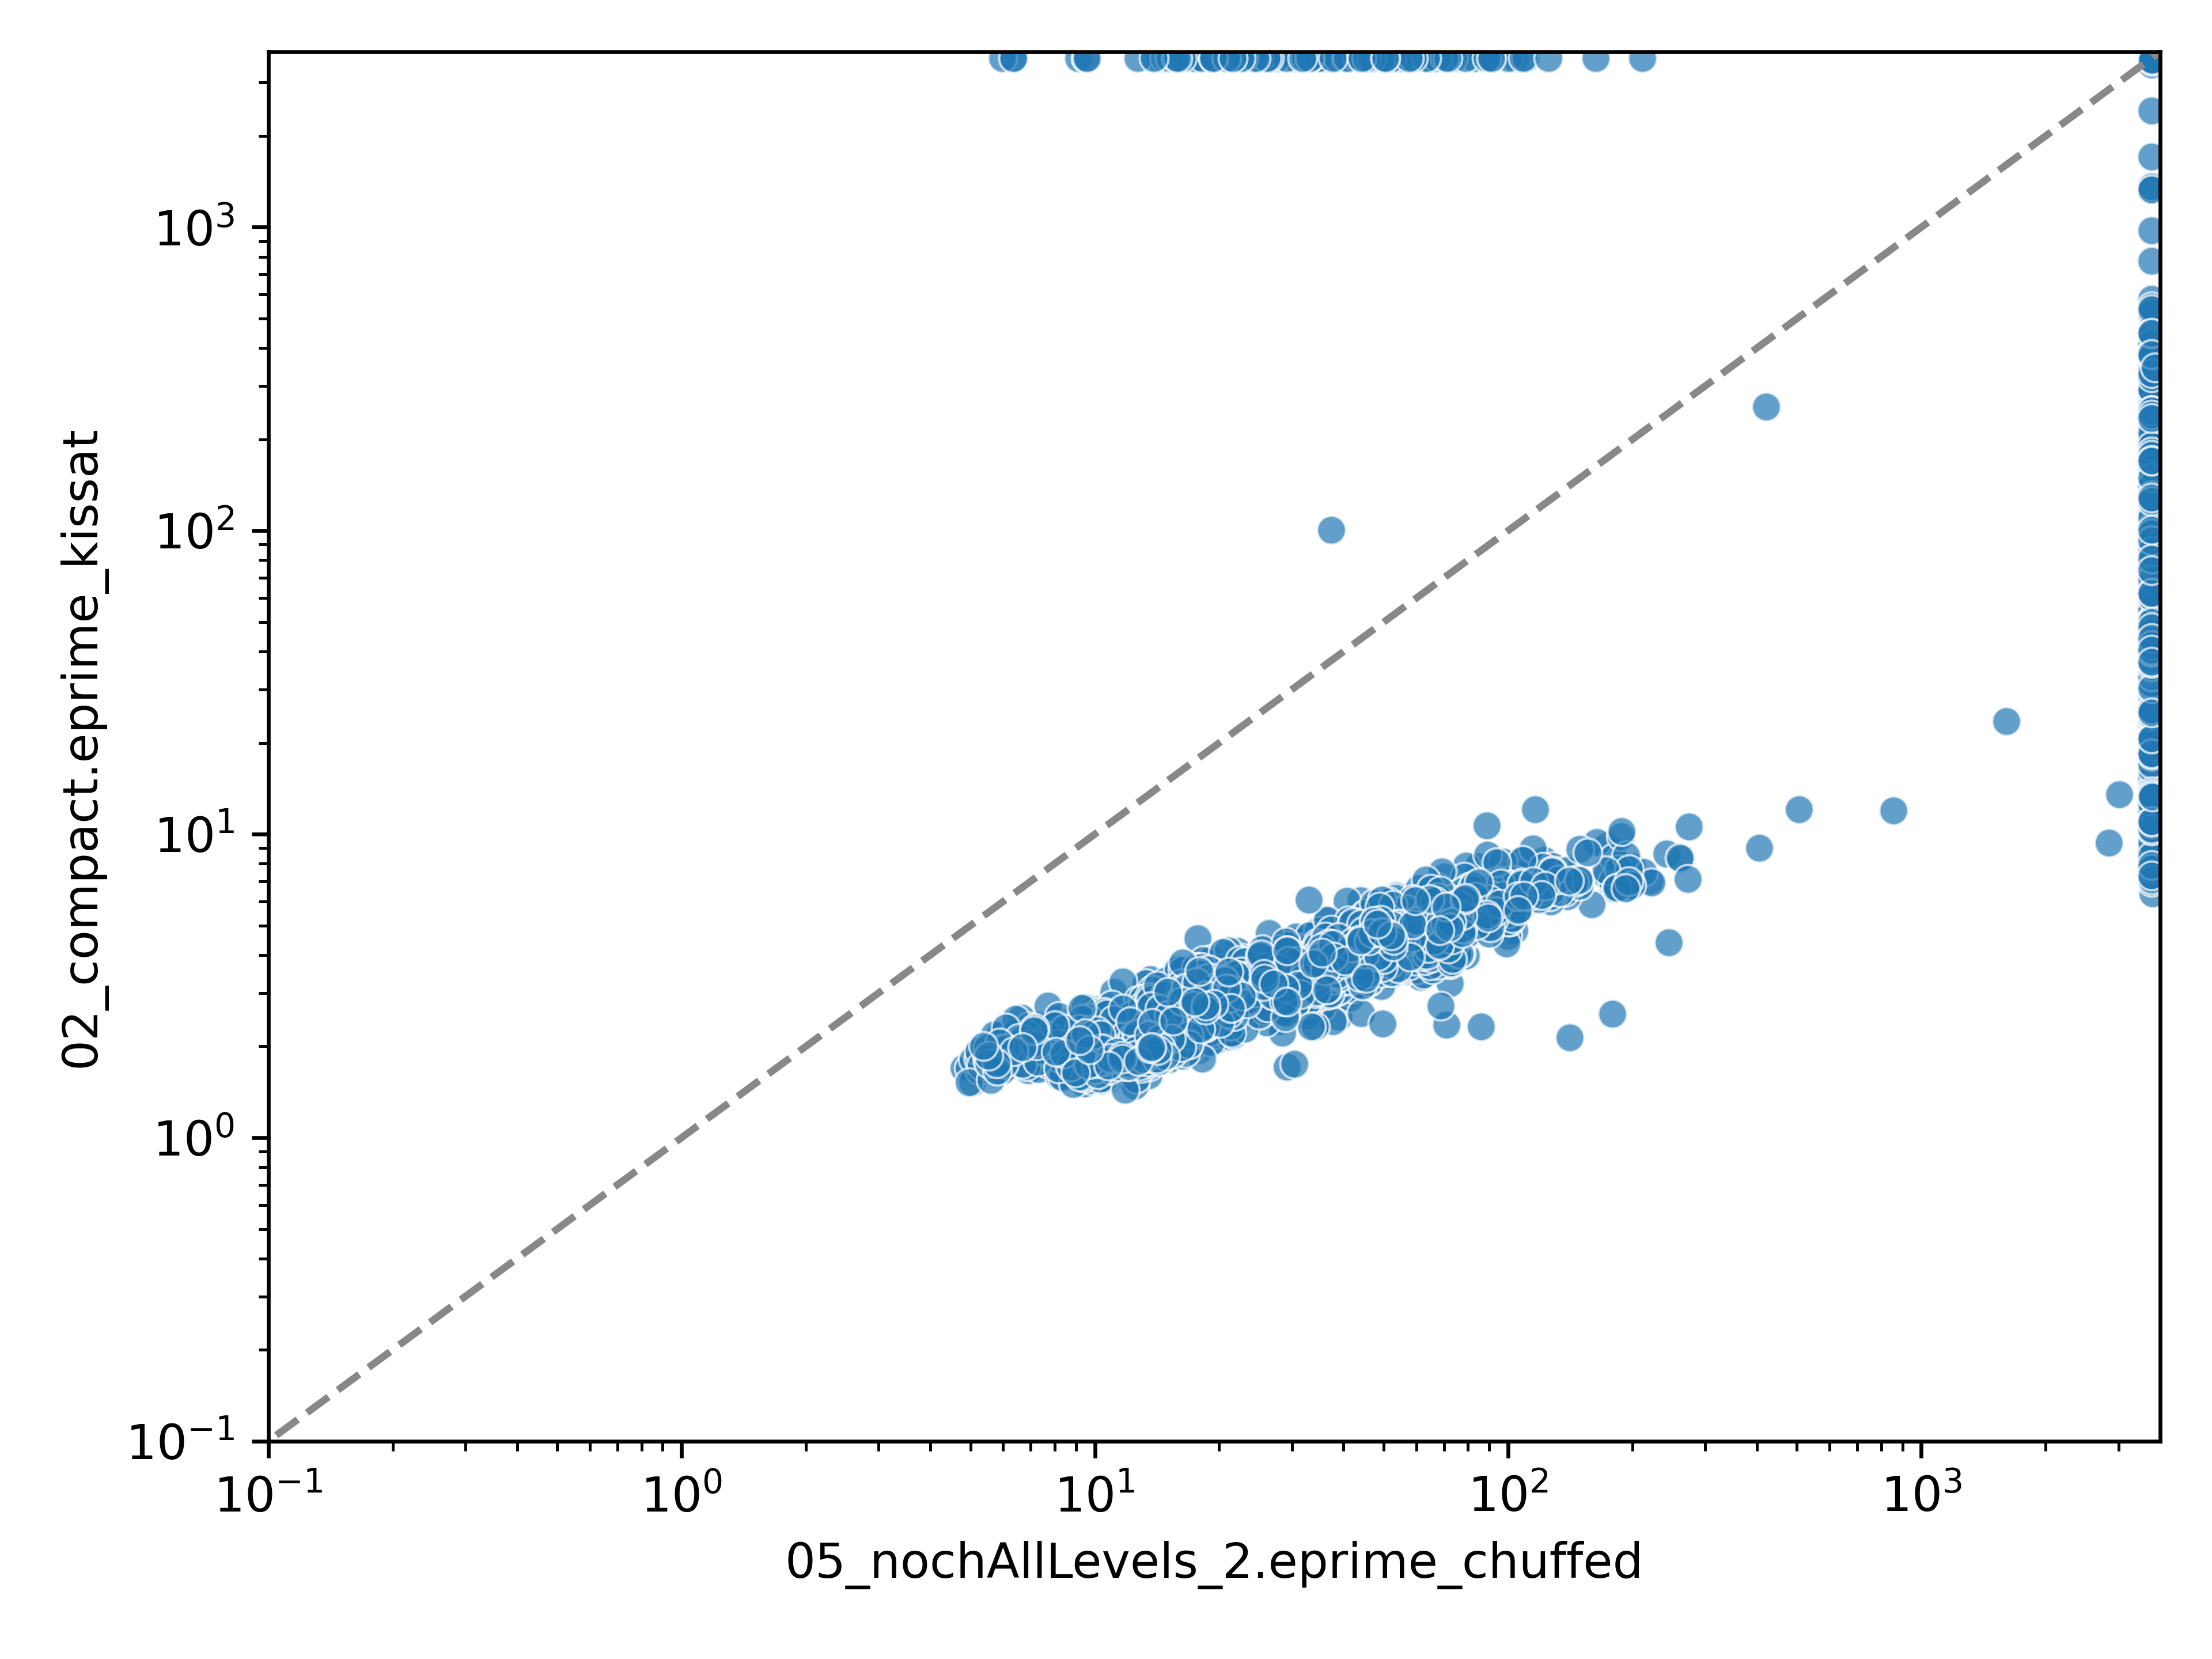 10³
10²
10¹
10⁰
10⁻¹
02_compact.eprime_kissat
10⁻¹ 10⁰ 10¹ 10² 10³
05_nochAllLevels_2.eprime_chuffed